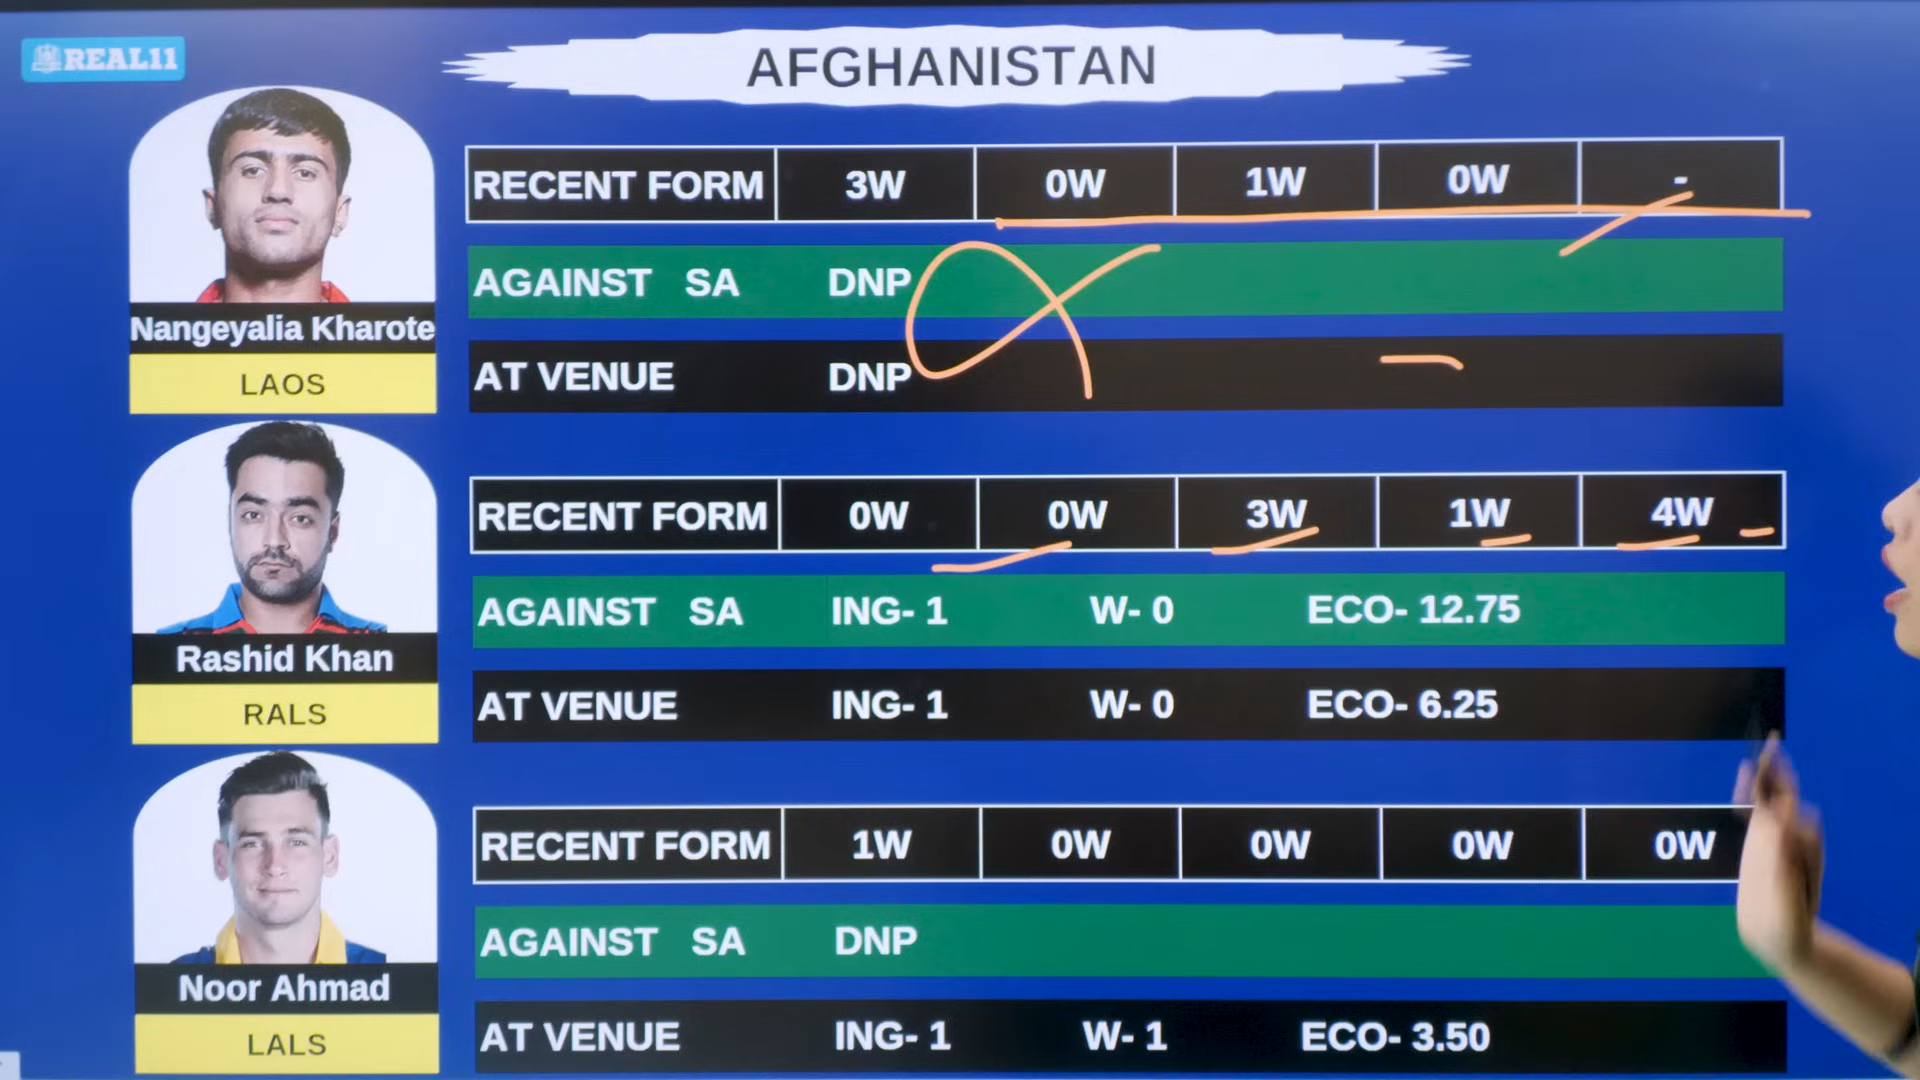 REAL11
AFGHANISTAN
RECENT FORM 3W 0W 1W 0W -
AGAINST SA DNP
AT VENUE DNP
Nangeyalia Kharote
LAOS
RECENT FORM 0W 0W 3W 1W 4W
AGAINST SA ING- 1 W- 0 ECO- 12.75
AT VENUE ING- 1 W- 0 ECO- 6.25
Rashid Khan
RALS
RECENT FORM 1W 0W 0W 0W 0W
AGAINST SA DNP
AT VENUE ING- 1 W- 1 ECO- 3.50
Noor Ahmad
LALS